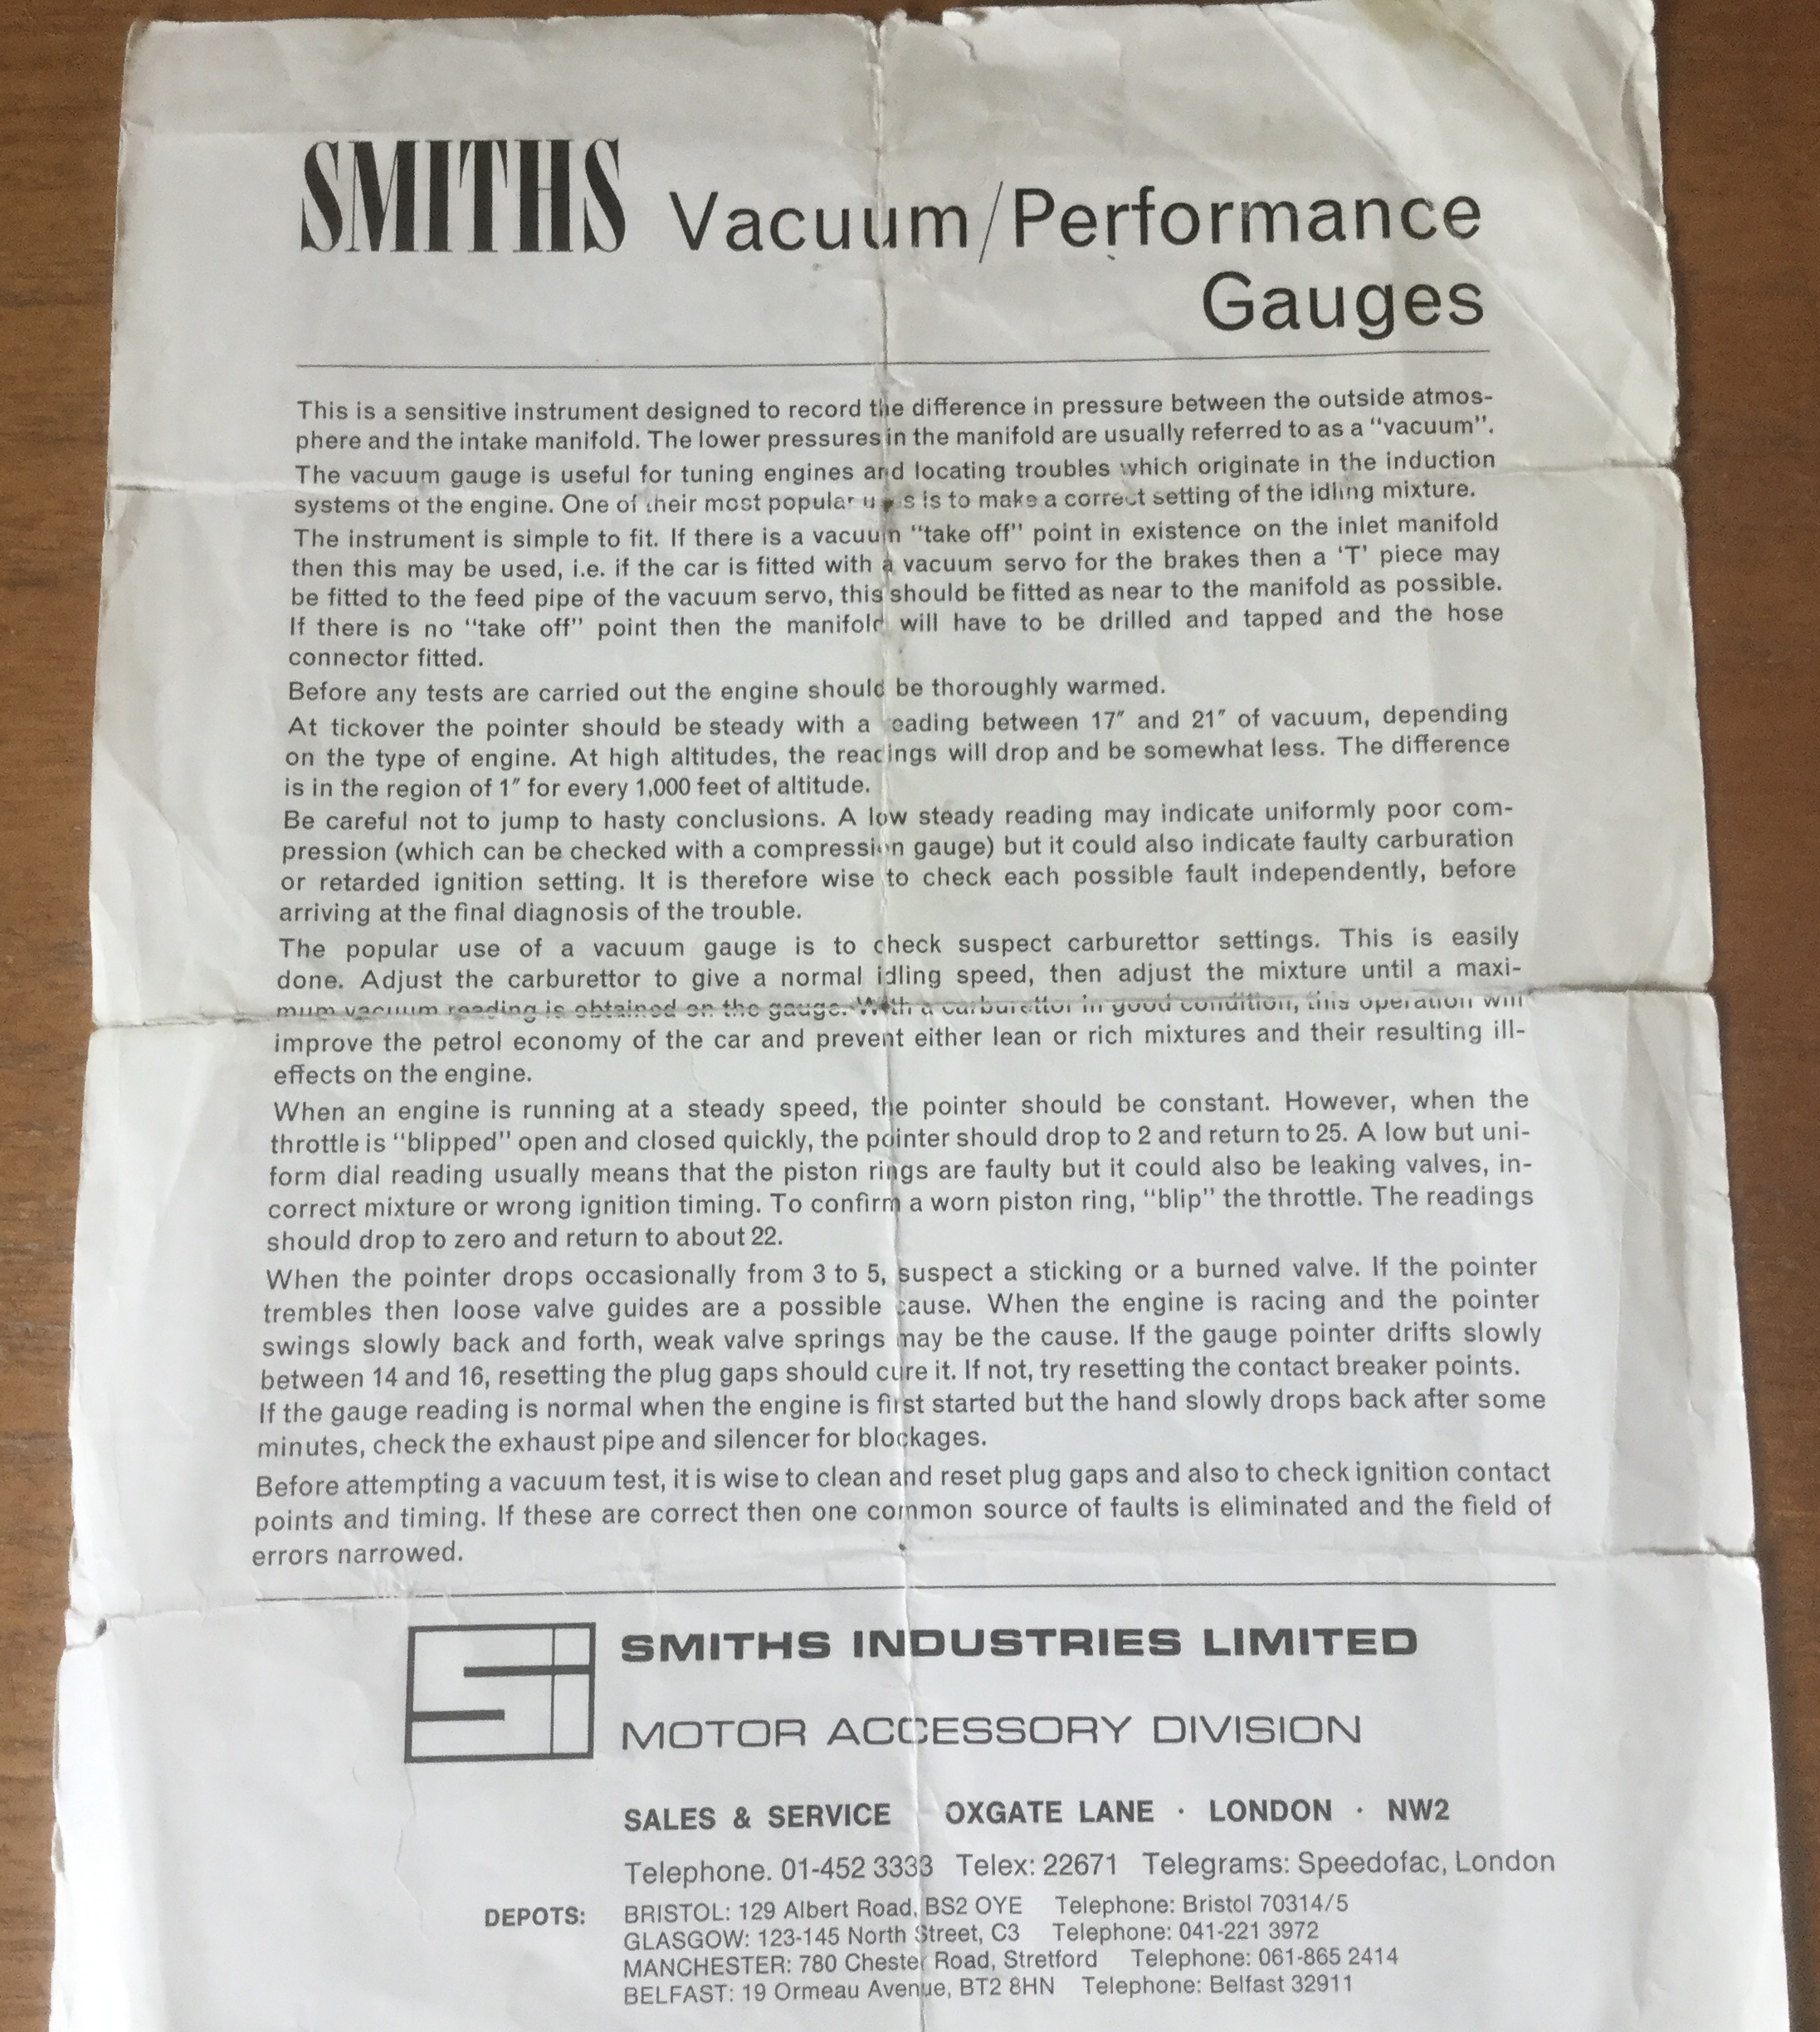 SMITHS Vacuum/Performance
Gauges
This is a sensitive instrument designed to record the difference in pressure between the outside atmos-
phere and the intake manifold. The lower pressures in the manifold are usually referred to as a "vacuum".
The vacuum gauge is useful for tuning engines and locating troubles which originate in the induction
systems of the engine. One of their most popular uses is to make a correct setting of the idling mixture.
The instrument is simple to fit. If there is a vacuum "take off" point in existence on the inlet manifold
then this may be used, i.e. if the car is fitted with a vacuum servo for the brakes then a 'T' piece may
be fitted to the feed pipe of the vacuum servo, this should be fitted as near to the manifold as possible.
If there is no "take off" point then the manifold will have to be drilled and tapped and the hose
connector fitted.
Before any tests are carried out the engine should be thoroughly warmed.
At tickover the pointer should be steady with a reading between 17″ and 21″ of vacuum, depending
on the type of engine. At high altitudes, the readings will drop and be somewhat less. The difference
is in the region of 1″ for every 1,000 feet of altitude.
Be careful not to jump to hasty conclusions. A low steady reading may indicate uniformly poor com-
pression (which can be checked with a compression gauge) but it could also indicate faulty carburation
or retarded ignition setting. It is therefore wise to check each possible fault independently, before
arriving at the final diagnosis of the trouble.
The popular use of a vacuum gauge is to check suspect carburettor settings. This is easily
done. Adjust the carburettor to give a normal idling speed, then adjust the mixture until a maxi-
mum vacuum reading is obtained on the gauge. With a carburettor in good condition, this operation will
improve the petrol economy of the car and prevent either lean or rich mixtures and their resulting ill-
effects on the engine.
When an engine is running at a steady speed, the pointer should be constant. However, when the
throttle is "blipped" open and closed quickly, the pointer should drop to 2 and return to 25. A low but uni-
form dial reading usually means that the piston rings are faulty but it could also be leaking valves, in-
correct mixture or wrong ignition timing. To confirm a worn piston ring, "blip" the throttle. The readings
should drop to zero and return to about 22.
When the pointer drops occasionally from 3 to 5, suspect a sticking or a burned valve. If the pointer
trembles then loose valve guides are a possible cause. When the engine is racing and the pointer
swings slowly back and forth, weak valve springs may be the cause. If the gauge pointer drifts slowly
between 14 and 16, resetting the plug gaps should cure it. If not, try resetting the contact breaker points.
If the gauge reading is normal when the engine is first started but the hand slowly drops back after some
minutes, check the exhaust pipe and silencer for blockages.
Before attempting a vacuum test, it is wise to clean and reset plug gaps and also to check ignition contact
points and timing. If these are correct then one common source of faults is eliminated and the field of
errors narrowed.
Si
SMITHS INDUSTRIES LIMITED
MOTOR ACCESSORY DIVISION
SALES & SERVICE OXGATE LANE · LONDON · NW2
Telephone. 01-452 3333 Telex: 22671 Telegrams: Speedofac, London
DEPOTS: BRISTOL: 129 Albert Road, BS2 OYE Telephone: Bristol 70314/5
GLASGOW: 123-145 North Street, C3 Telephone: 041-221 3972
MANCHESTER: 780 Chester Road, Stretford Telephone: 061-865 2414
BELFAST: 19 Ormeau Avenue, BT2 8HN Telephone: Belfast 32911